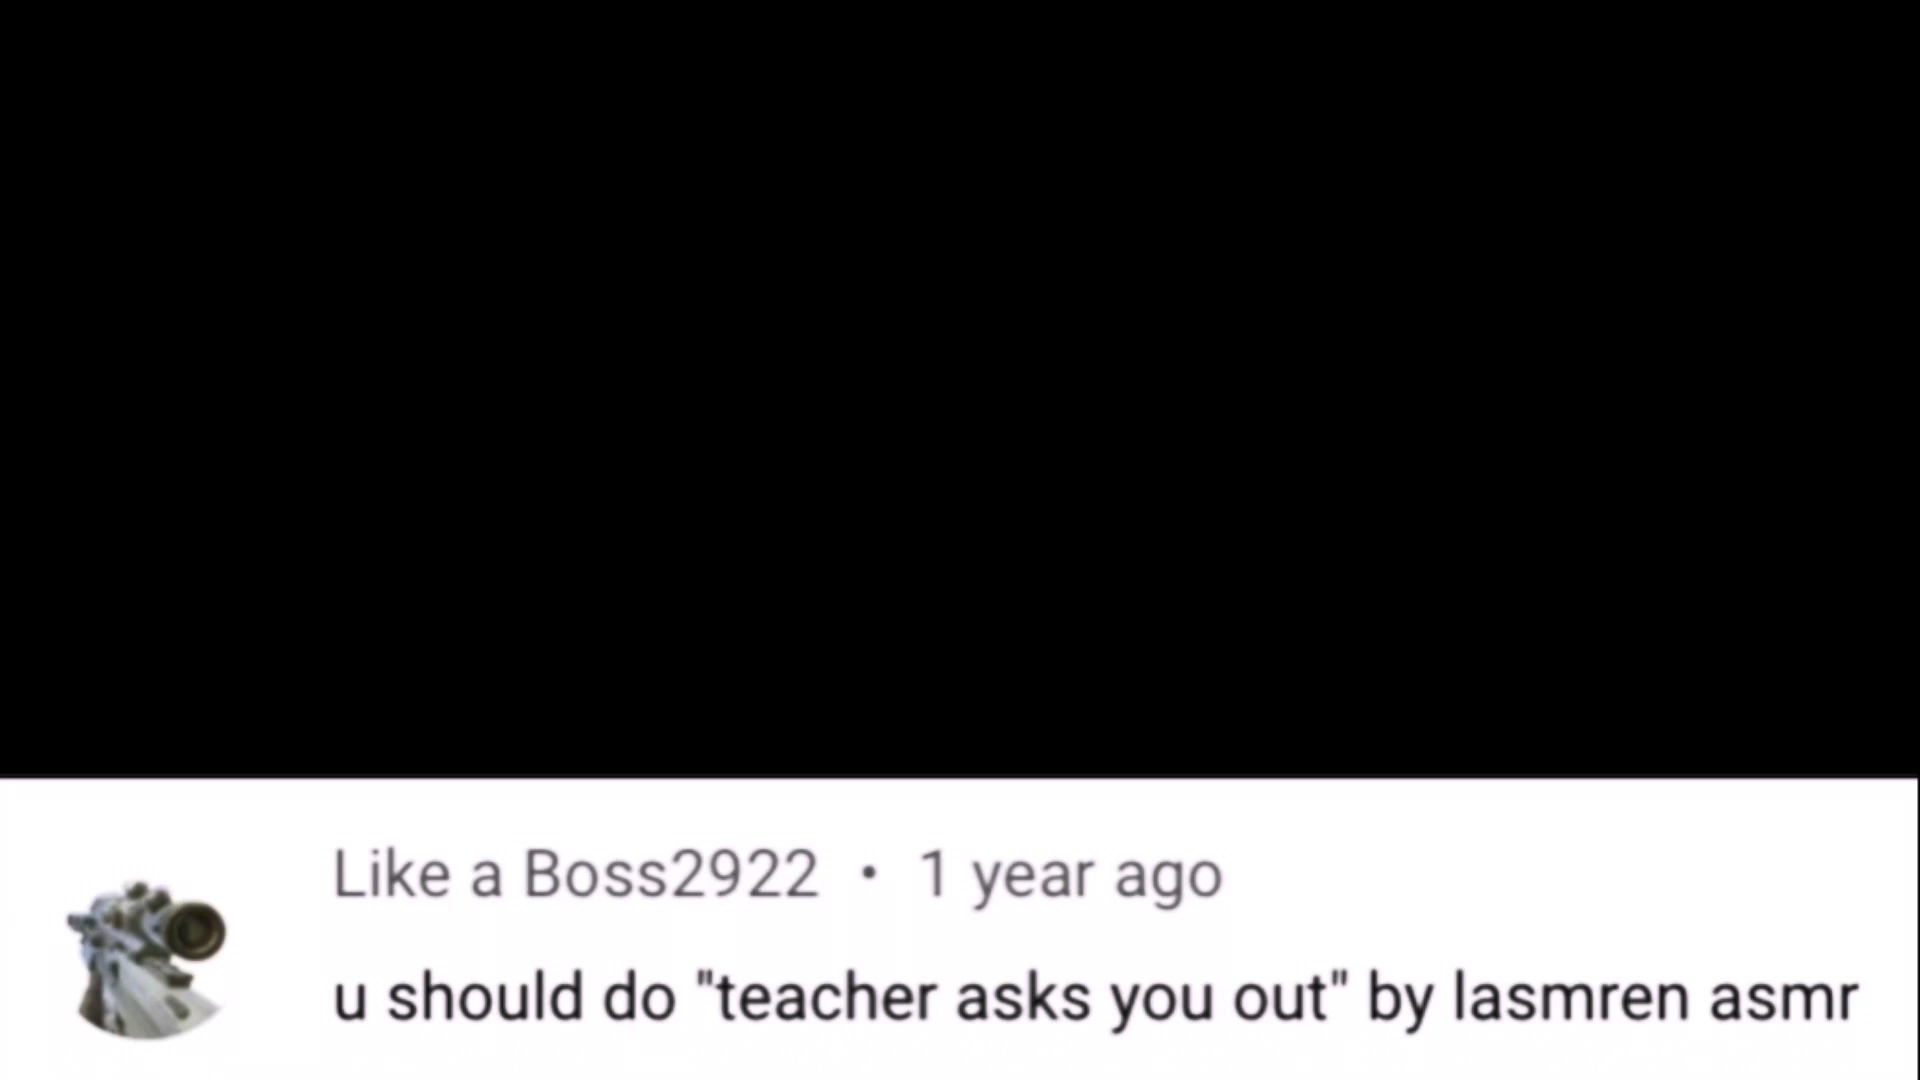 Like a Boss2922 • 1 year ago
u should do "teacher asks you out" by lasmren asmr